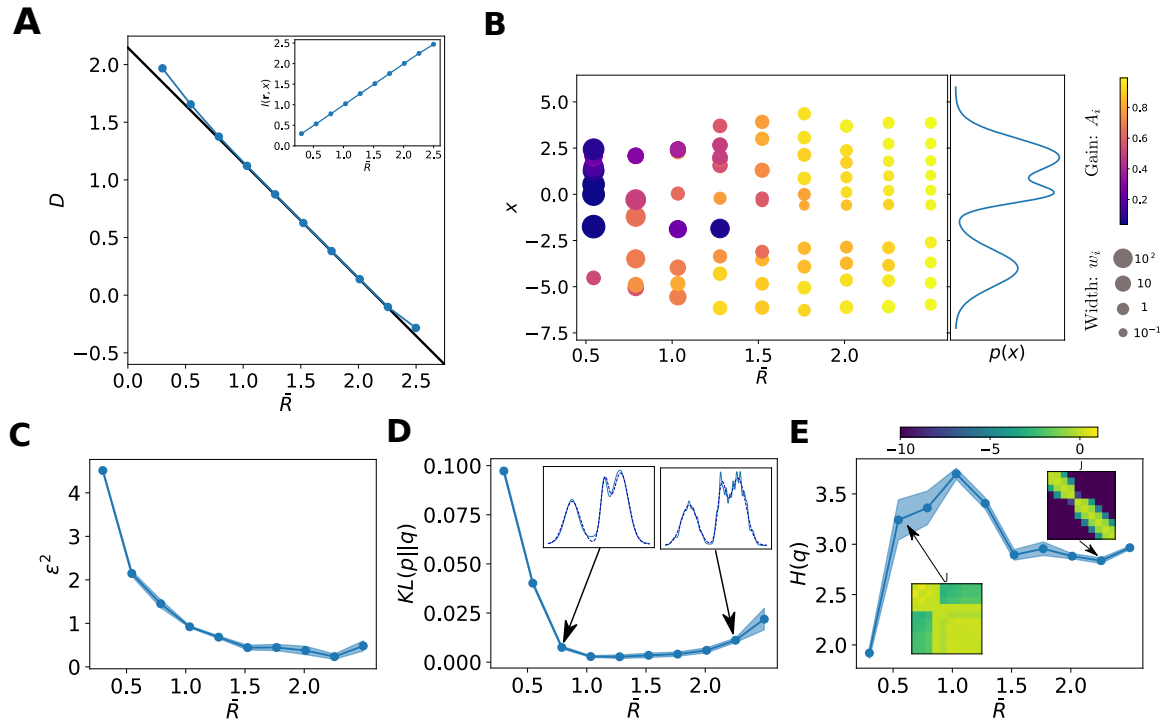 A
D
2.0
1.5
1.0
0.5
0.0
−0.5
0.0 0.5 1.0 1.5 2.0 2.5
R̄
I(r, x)
2.5
2.0
1.5
1.0
0.5
0.0
0.5 1.0 1.5 2.0 2.5
R̄
B
x
5.0
2.5
0.0
−2.5
−5.0
−7.5
0.5 1.0 1.5 2.0
R̄
p(x)
Gain: A_i
0.8
0.6
0.4
0.2
Width: w_i
10²
10
1
10⁻¹
C
ε²
4
3
2
1
0
0.5 1.0 1.5 2.0
R̄
D
KL(p||q)
0.100
0.075
0.050
0.025
0.000
0.5 1.0 1.5 2.0
R̄
E
−10 −5 0
J
H(q)
3.5
3.0
2.5
2.0
J
0.5 1.0 1.5 2.0
R̄